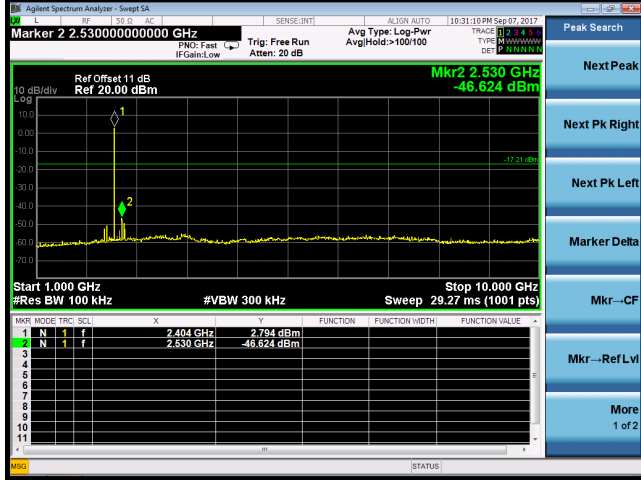 Agilent Spectrum Analyzer - Swept SA
L RF 50 Ω AC SENSE:INT ALIGN AUTO 10:31:10 PM Sep 07, 2017
Marker 2 2.530000000000 GHz
PNO: Fast
IFGain:Low
Trig: Free Run
Atten: 20 dB
Avg Type: Log-Pwr
Avg|Hold:>100/100
TRACE 1 2 3 4 5 6
TYPE M WWWWW
DET P N N N N N
Peak Search
Next Peak
Next Pk Right
Next Pk Left
Marker Delta
Mkr→CF
Mkr→Ref Lvl
More
1 of 2
Ref Offset 11 dB
10 dB/div Ref 20.00 dBm
Log
Mkr2 2.530 GHz
-46.624 dBm
10.0
0.00
-10.0
-20.0
-30.0
-40.0
-50.0
-60.0
-70.0
1
2
-17.21 dBm
Start 1.000 GHz Stop 10.000 GHz
#Res BW 100 kHz #VBW 300 kHz Sweep 29.27 ms (1001 pts)
MKR MODE TRC SCL X Y FUNCTION FUNCTION WIDTH FUNCTION VALUE
1 N 1 f 2.404 GHz 2.794 dBm
2 N 1 f 2.530 GHz -46.624 dBm
3
4
5
6
7
8
9
10
11
MSG STATUS